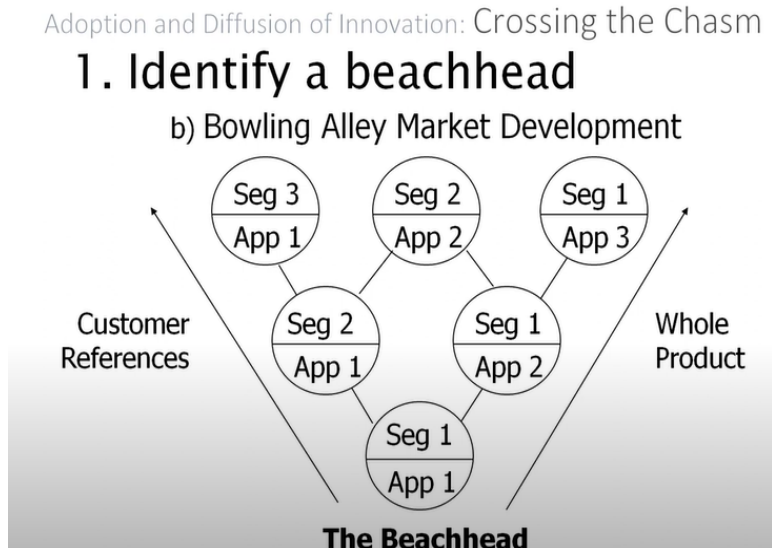 Adoption and Diffusion of Innovation: Crossing the Chasm
1. Identify a beachhead
b) Bowling Alley Market Development
Seg 3
App 1
Seg 2
App 2
Seg 1
App 3
Customer
References
Seg 2
App 1
Seg 1
App 2
Whole
Product
Seg 1
App 1
The Beachhead